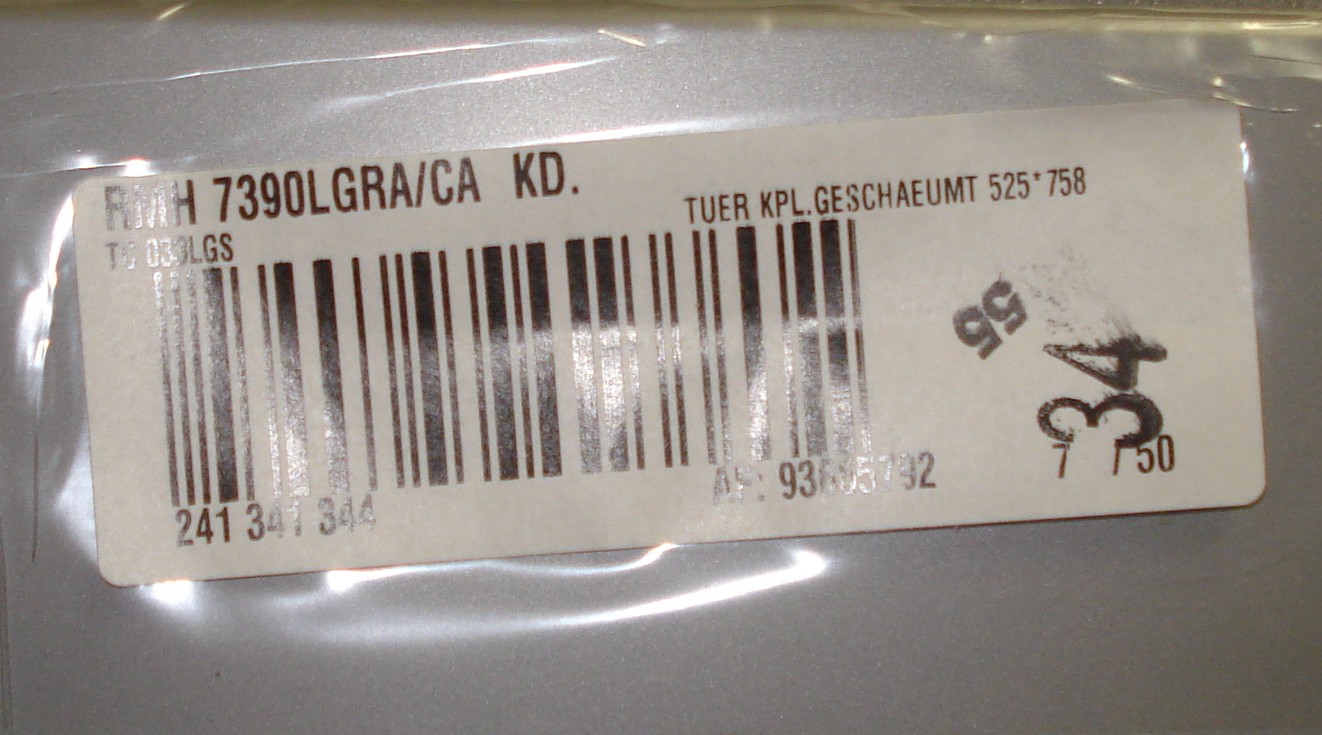 RMH 7390LGRA/CA KD.
TUER KPL.GESCHAEUMT 525*758
55
34
7 / 50
241 341 344